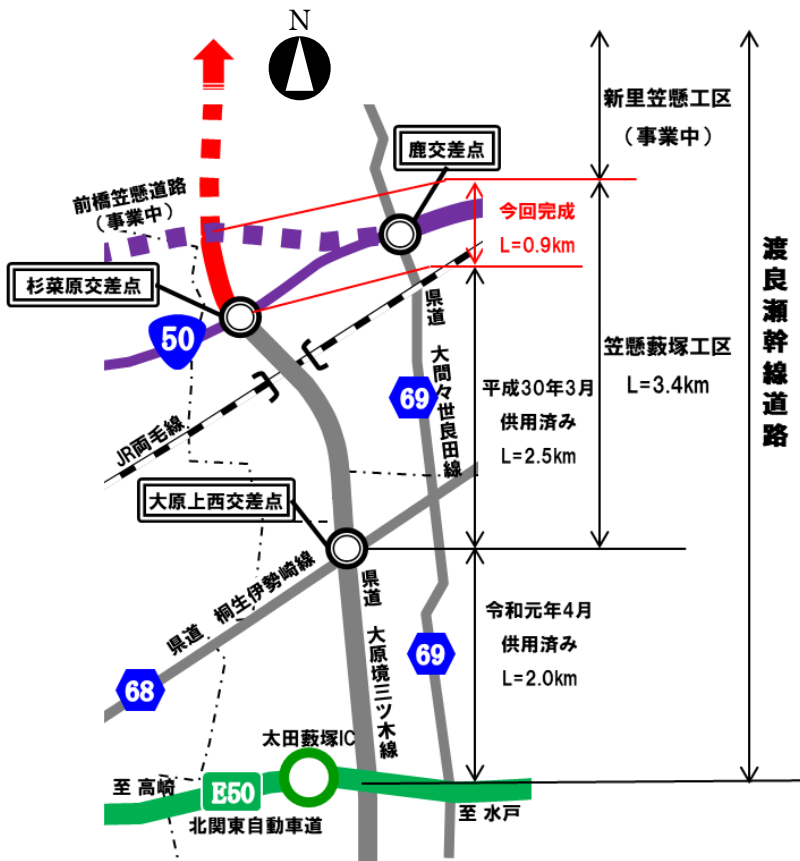 N
新里笠懸工区
（事業中）
鹿交差点
前橋笠懸道路
（事業中）
今回完成
L=0.9km
杉菜原交差点
50
県道 大間々世良田線
渡良瀬幹線道路
笠懸藪塚工区
L=3.4km
69
平成30年3月
供用済み
L=2.5km
JR両毛線
大原上西交差点
県道 桐生伊勢崎線
県道 大原境三ツ木線
令和元年4月
供用済み
L=2.0km
69
68
太田藪塚IC
至 高崎
E50
至 水戸
北関東自動車道